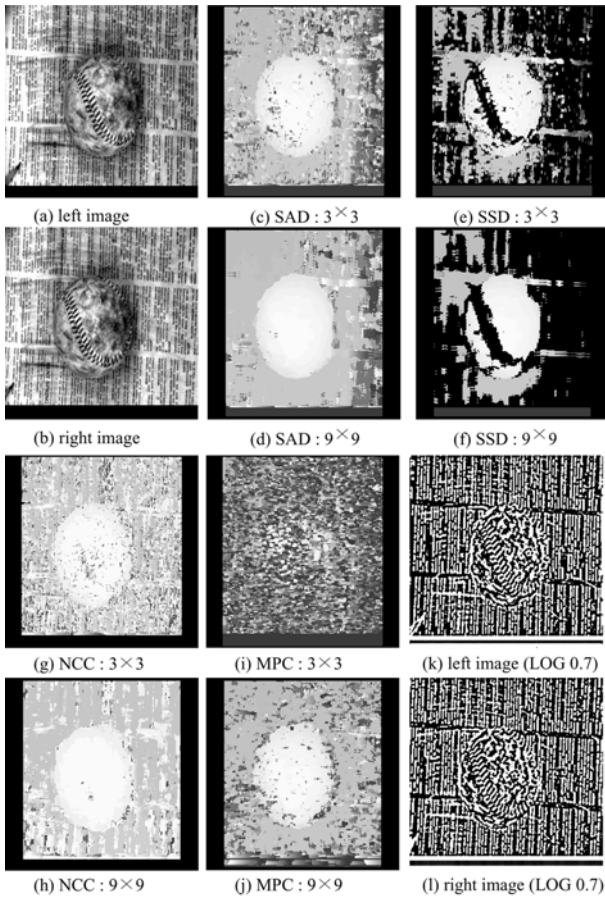 (a) left image
(c) SAD : 3×3
(e) SSD : 3×3
(b) right image
(d) SAD : 9×9
(f) SSD : 9×9
(g) NCC : 3×3
(i) MPC : 3×3
(k) left image (LOG 0.7)
(h) NCC : 9×9
(j) MPC : 9×9
(l) right image (LOG 0.7)